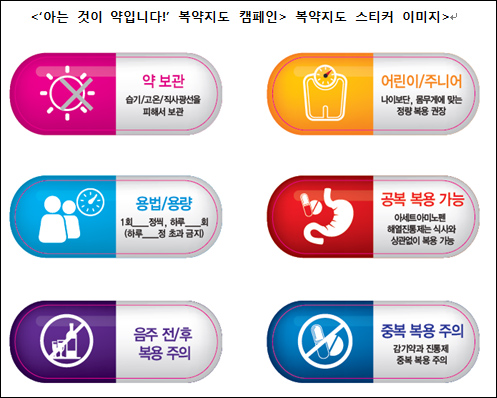 <‘아는 것이 약입니다!’ 복약지도 캠페인> 복약지도 스티커 이미지>
약 보관
습기/고온/직사광선을
피해서 보관
어린이/주니어
나이보단, 몸무게에 맞는
정량 복용 권장
용법/용량
1회___정씩, 하루___회
(하루___정 초과 금지)
공복 복용 가능
아세트아미노펜
해열진통제는 식사와
상관없이 복용 가능
음주 전/후
복용 주의
중복 복용 주의
감기약과 진통제
중복 복용 주의